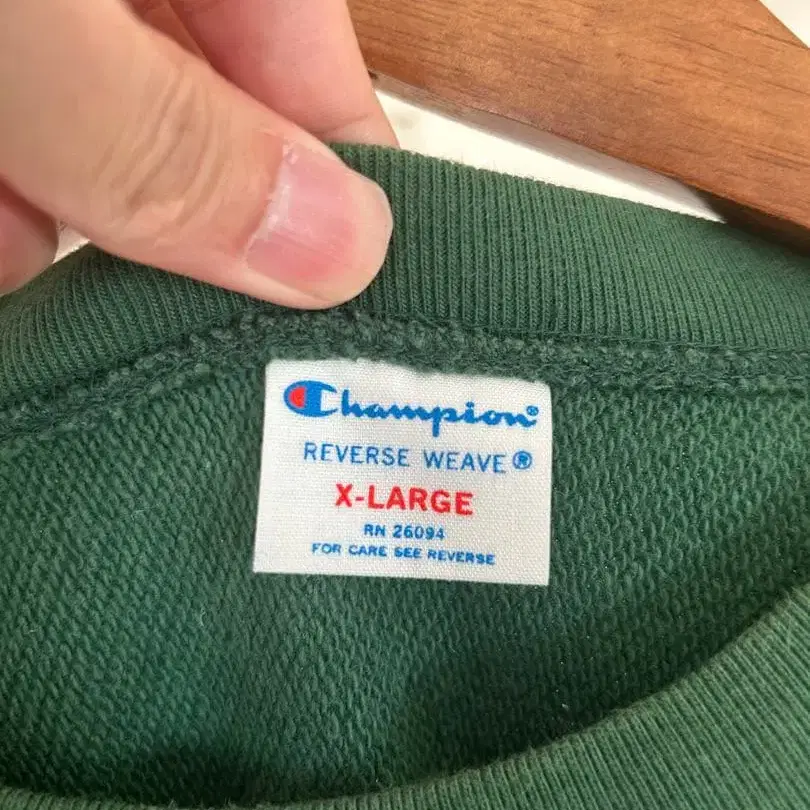 Champion®
REVERSE WEAVE®
X-LARGE
RN 26094
FOR CARE SEE REVERSE